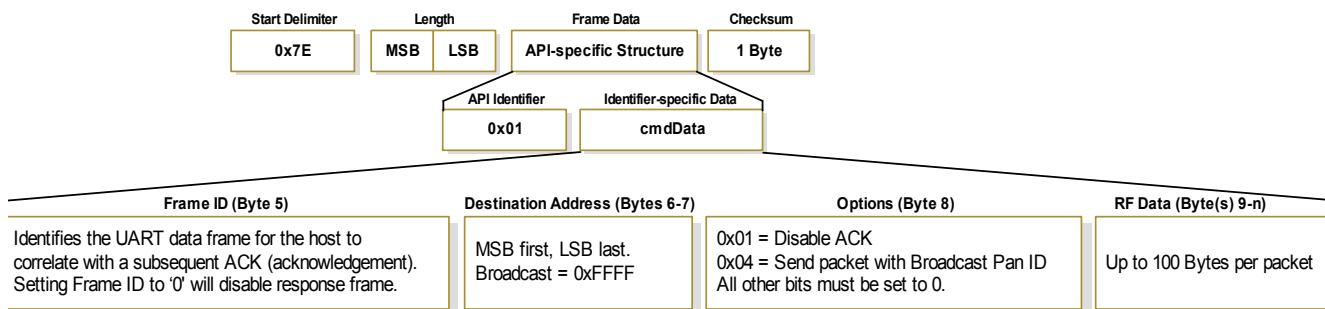 Start Delimiter Length Frame Data Checksum
0x7E MSB LSB API-specific Structure 1 Byte
API Identifier Identifier-specific Data
0x01 cmdData
Frame ID (Byte 5)
Identifies the UART data frame for the host to
correlate with a subsequent ACK (acknowledgement).
Setting Frame ID to ‘0' will disable response frame.
Destination Address (Bytes 6-7)
MSB first, LSB last.
Broadcast = 0xFFFF
Options (Byte 8)
0x01 = Disable ACK
0x04 = Send packet with Broadcast Pan ID
All other bits must be set to 0.
RF Data (Byte(s) 9-n)
Up to 100 Bytes per packet